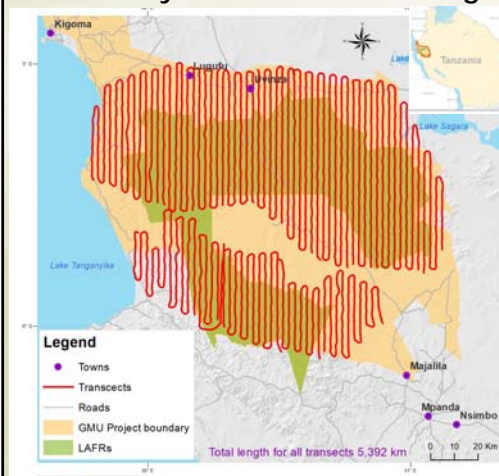 Kigoma
Lugufu
Uvinza
Tanzania
Lake Sagara
Lake Tanganyika
Legend
Towns
Transects
Roads
GMU Project boundary
LAFRs
Majalila
Mpanda
Nsimbo
Total length for all transects 5,392 km
0 10 20 Km